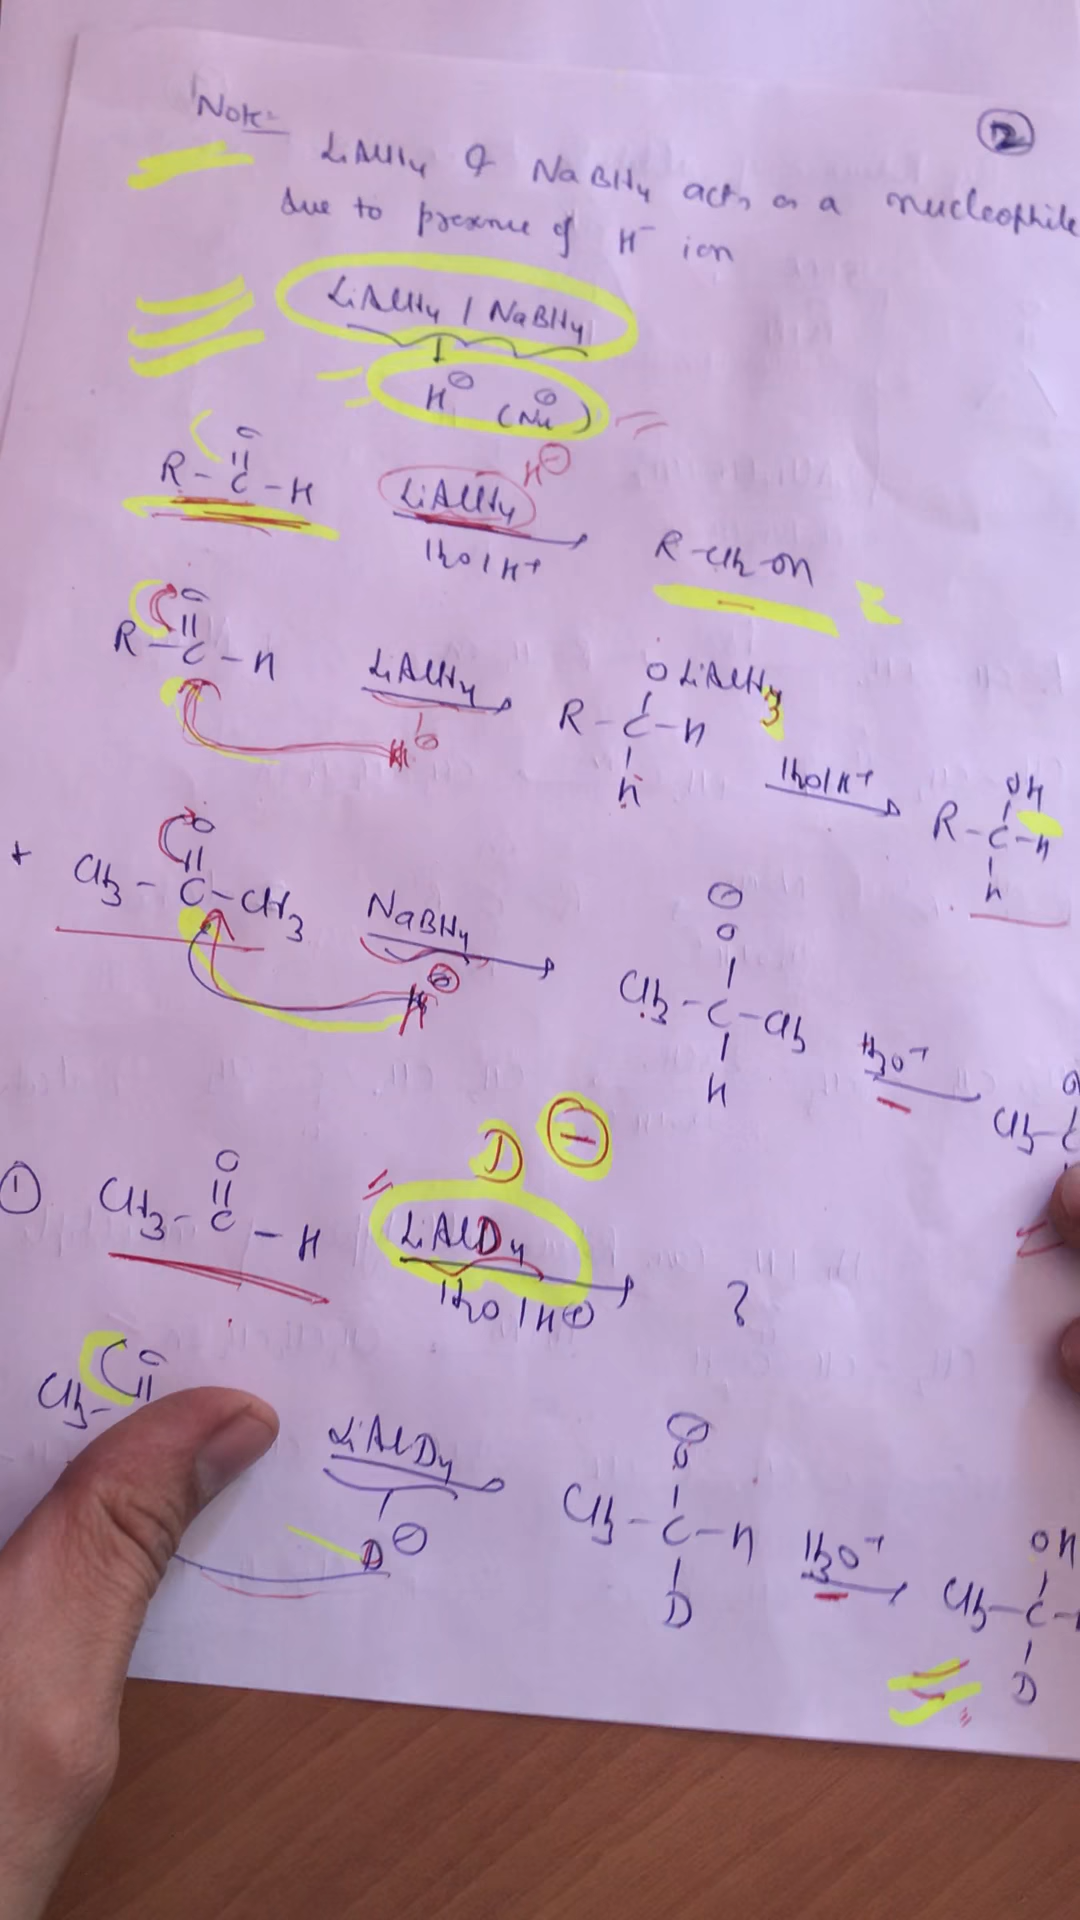 Note:-
2
LiAlH4 & NaBH4 acts as a nucleophile
due to presence of H⁻ ion
LiAlH4 / NaBH4
H⊖ (Nu⊖)
O
R-C-H
LiAlH4 H⊖
H2O/H+
R-CH2-OH
O
R-C-H
LiAlH4
H⊖
O LiAlH3
R-C-H
H
H2O/H+
OH
R-C-H
H
+
O
CH3-C-CH3
NaBH4
H⊖
⊖
O
CH3-C-CH3
H
H3O+
CH3-C
D⊖
①
O
CH3-C-H
LiAlD4
H2O/H⊕
?
O
CH3-
LiAlD4
D⊖
CH3-C-H
D
H3O+
OH
CH3-C-
D